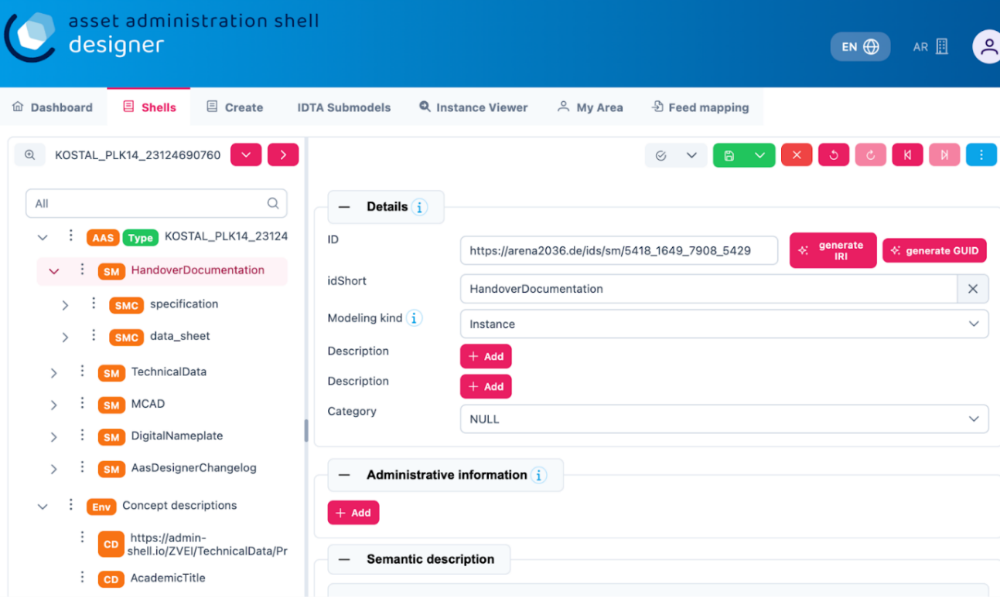 asset administration shell
designer
EN
AR
Dashboard
Shells
Create
IDTA Submodels
Instance Viewer
My Area
Feed mapping
KOSTAL_PLK14_23124690760
All
AAS Type KOSTAL_PLK14_23124
SM HandoverDocumentation
SMC specification
SMC data_sheet
SM TechnicalData
SM MCAD
SM DigitalNameplate
SM AasDesignerChangelog
Env Concept descriptions
CD https://admin-
shell.io/ZVEI/TechnicalData/Pr
CD AcademicTitle
Details i
ID
https://arena2036.de/ids/sm/5418_1649_7908_5429
generate
IRI
generate GUID
idShort
HandoverDocumentation
Modeling kind i
Instance
Description
+ Add
Description
+ Add
Category
NULL
Administrative information i
+ Add
Semantic description